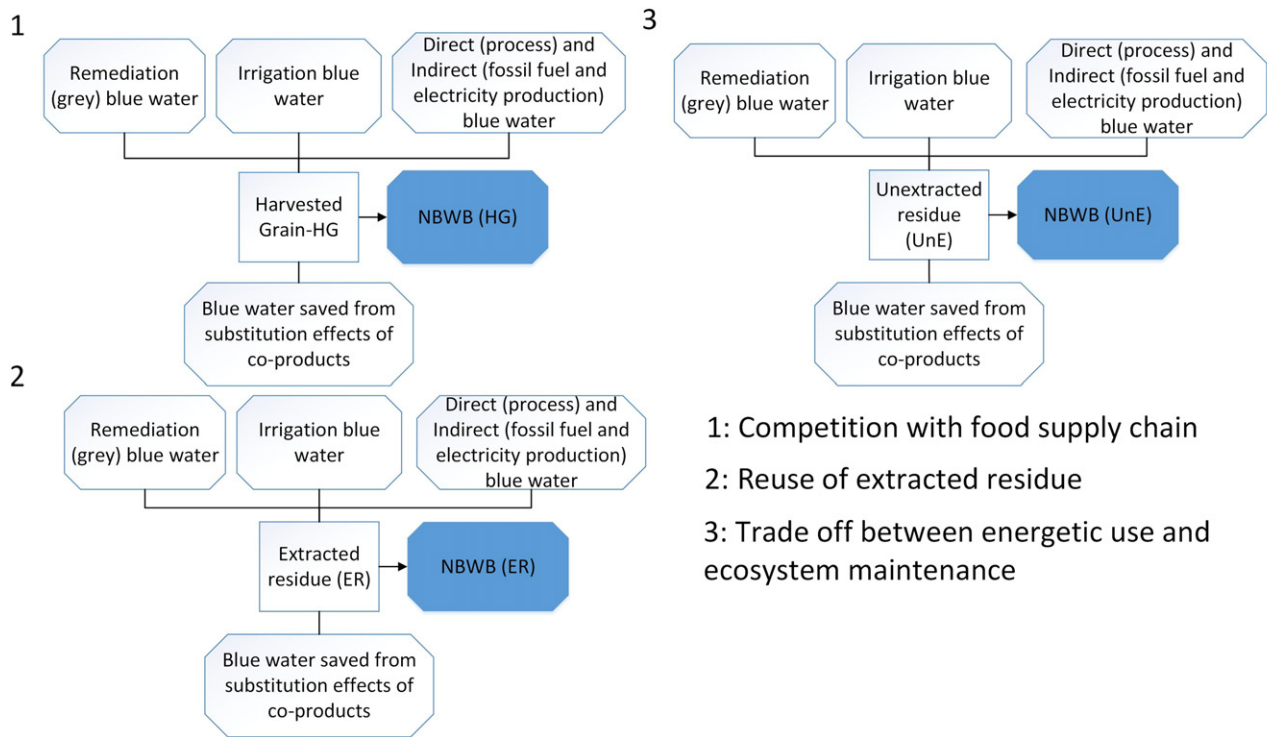 1
Remediation
(grey) blue water
Irrigation blue
water
Direct (process) and
Indirect (fossil fuel and
electricity production)
blue water
Harvested
Grain-HG
NBWB (HG)
Blue water saved from
substitution effects of
co-products
2
Remediation
(grey) blue water
Irrigation blue
water
Direct (process) and
Indirect (fossil fuel and
electricity production)
blue water
Extracted
residue (ER)
NBWB (ER)
Blue water saved from
substitution effects of
co-products
3
Remediation
(grey) blue water
Irrigation blue
water
Direct (process) and
Indirect (fossil fuel and
electricity production)
blue water
Unextracted
residue
(UnE)
NBWB (UnE)
Blue water saved from
substitution effects of
co-products
1: Competition with food supply chain
2: Reuse of extracted residue
3: Trade off between energetic use and
ecosystem maintenance